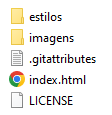 estilos
imagens
.gitattributes
index.html
LICENSE